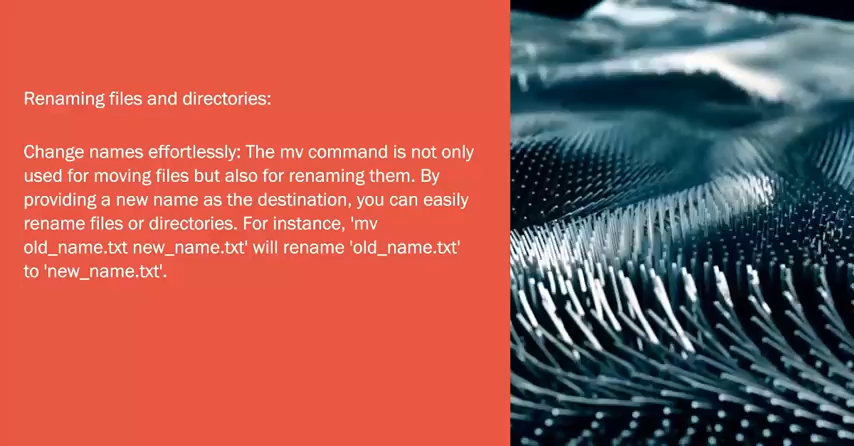 Renaming files and directories:
Change names effortlessly: The mv command is not only
used for moving files but also for renaming them. By
providing a new name as the destination, you can easily
rename files or directories. For instance, 'mv
old_name.txt new_name.txt' will rename 'old_name.txt'
to 'new_name.txt'.